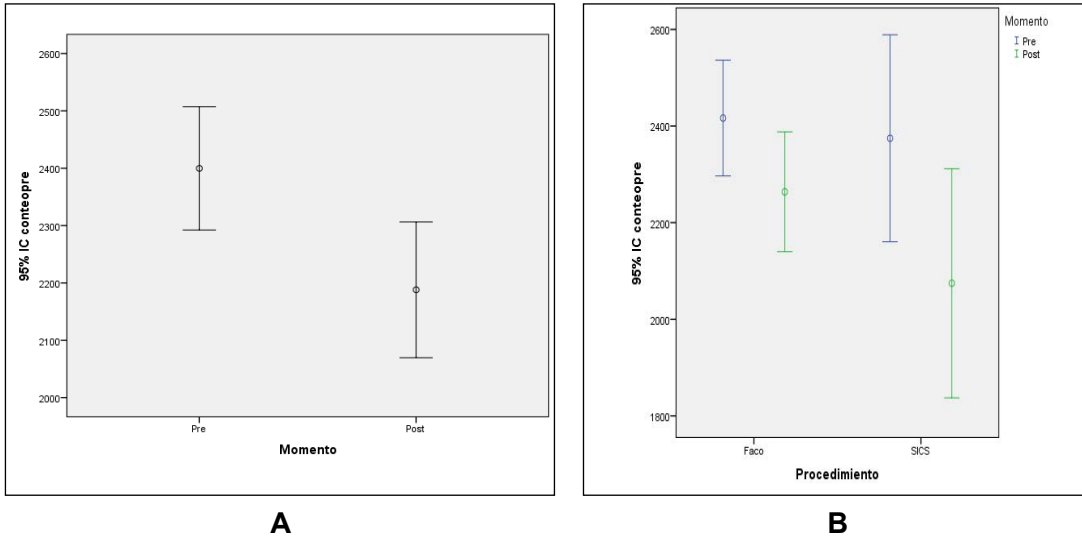 2600
2500
2400
2300
2200
2100
2000
95% IC conteopre
Pre
Post
Momento
A
2600
2400
2200
2000
1800
95% IC conteopre
Faco
SICS
Procedimiento
Momento
Pre
Post
B